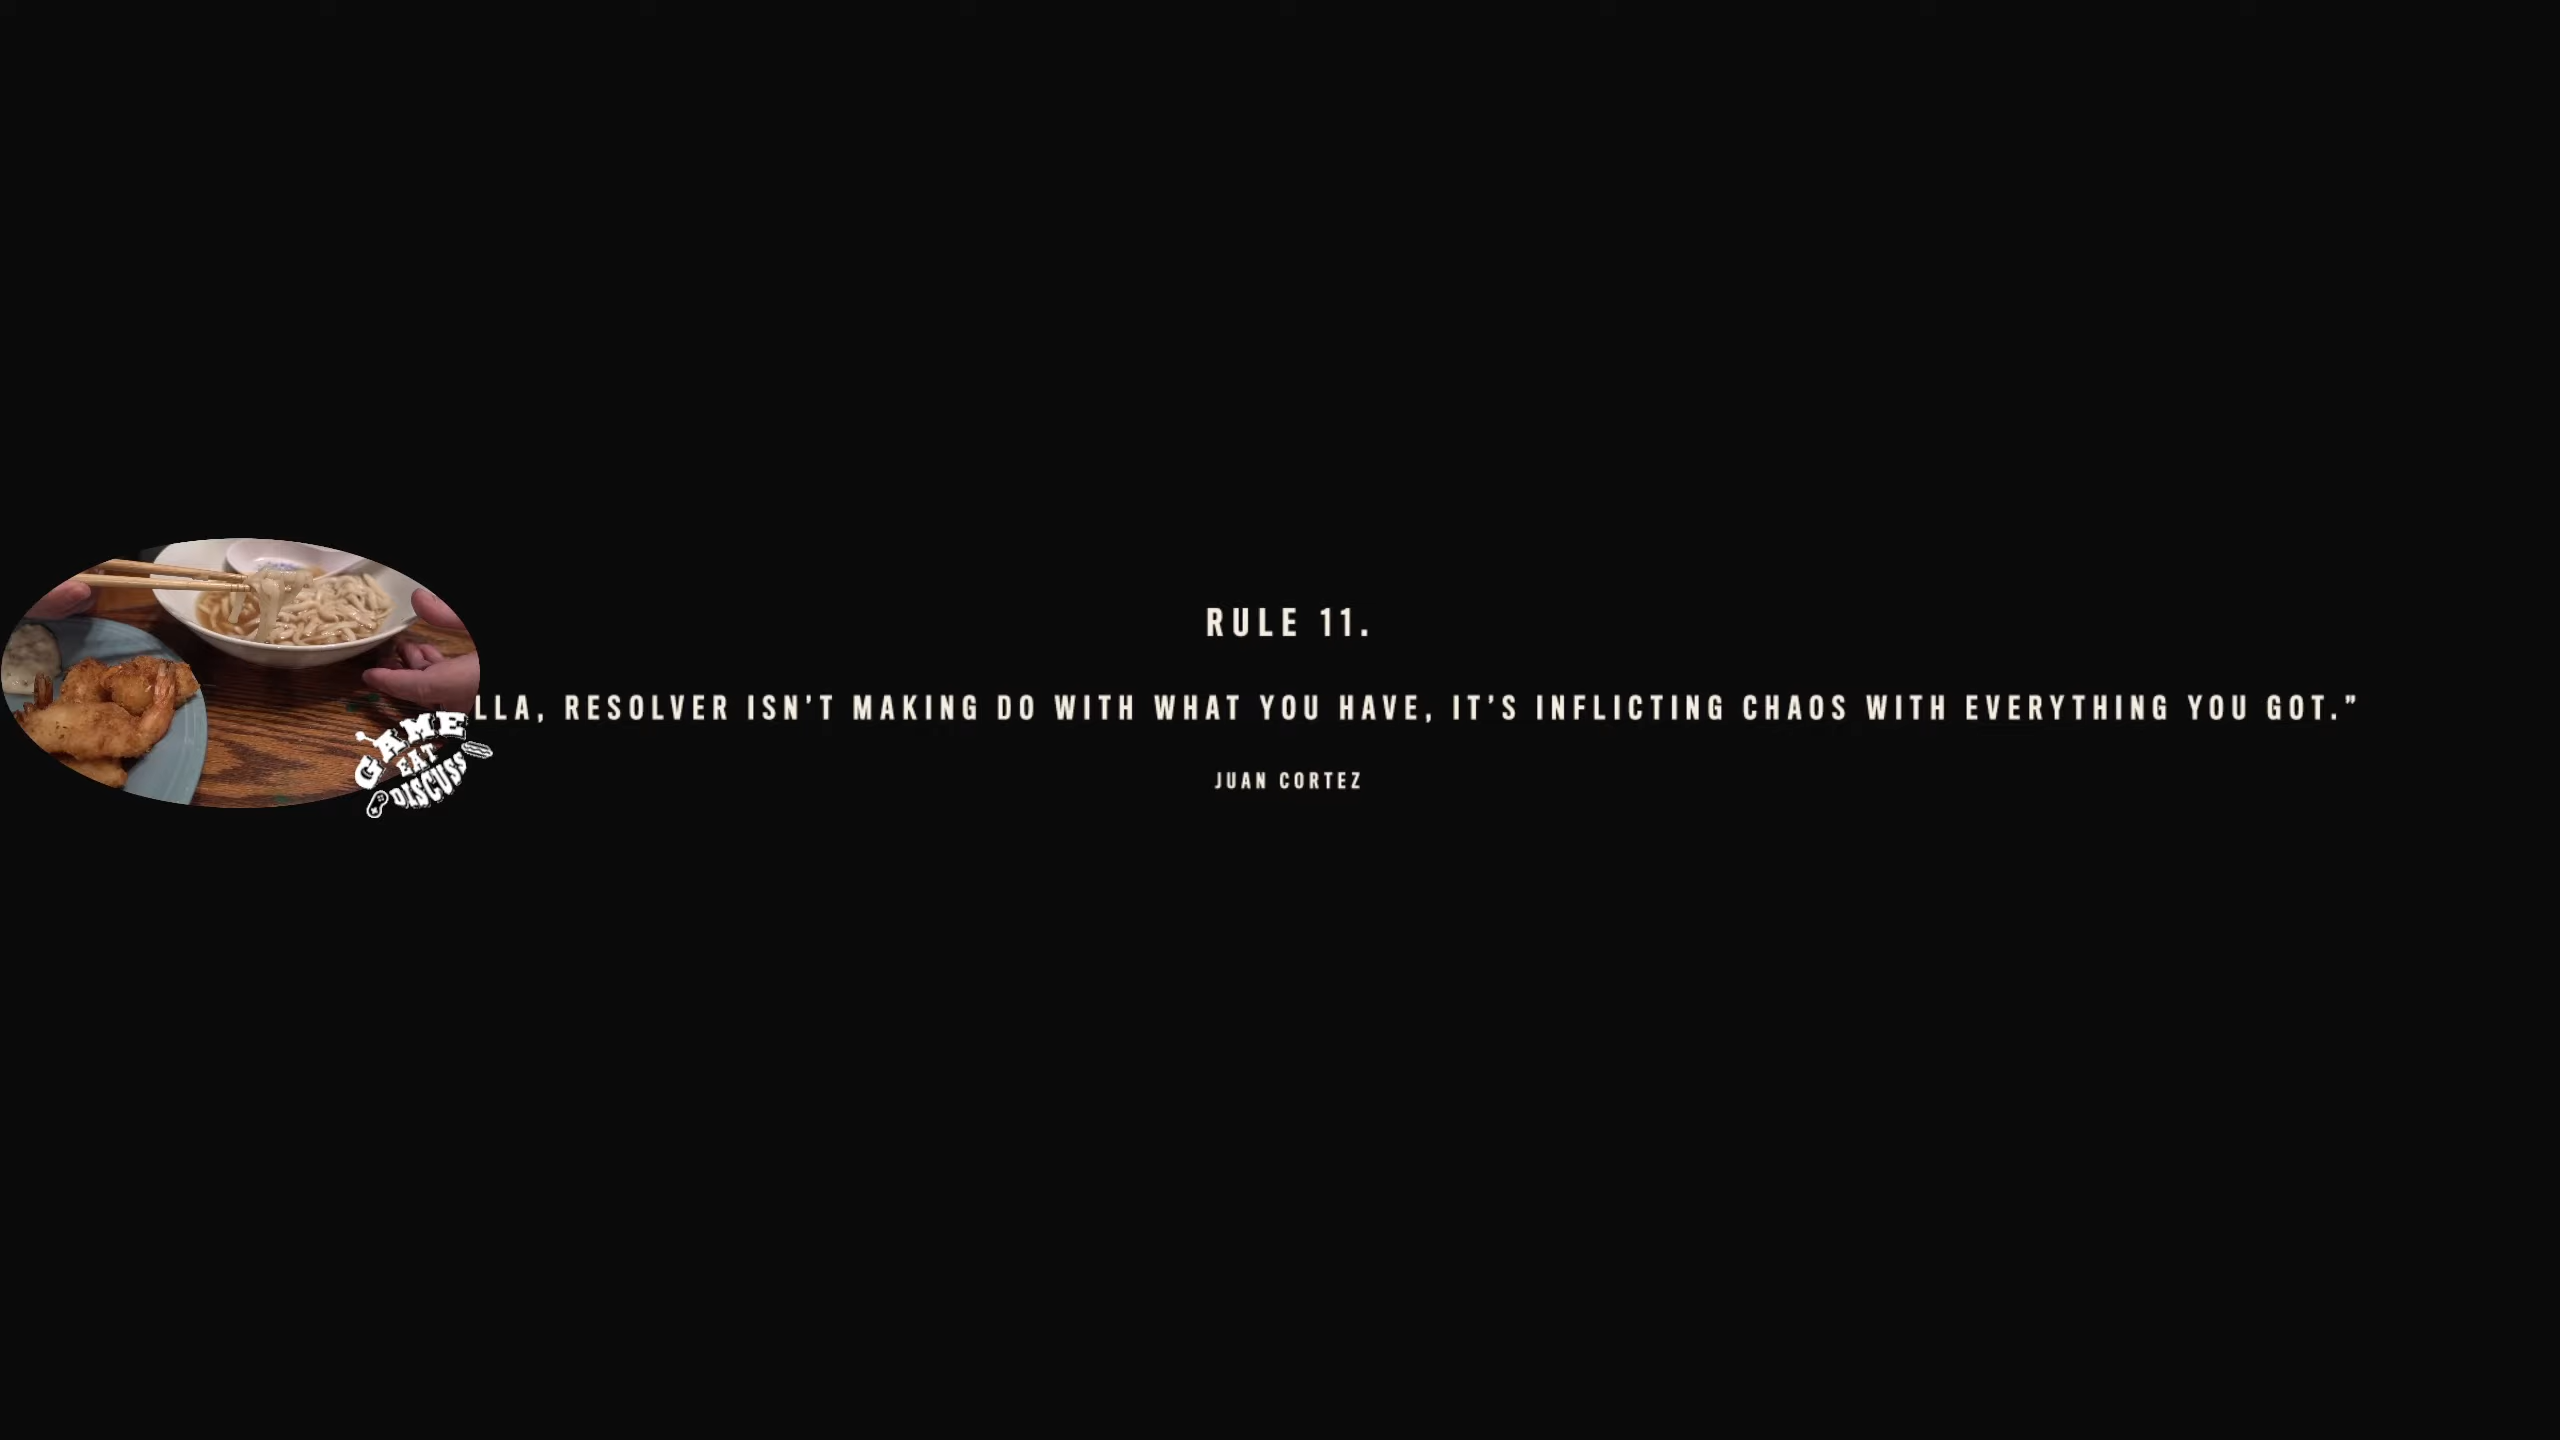 RULE 11.
LLA, RESOLVER ISN'T MAKING DO WITH WHAT YOU HAVE, IT'S INFLICTING CHAOS WITH EVERYTHING YOU GOT.”
JUAN CORTEZ
GAME
EAT
DISCUSS